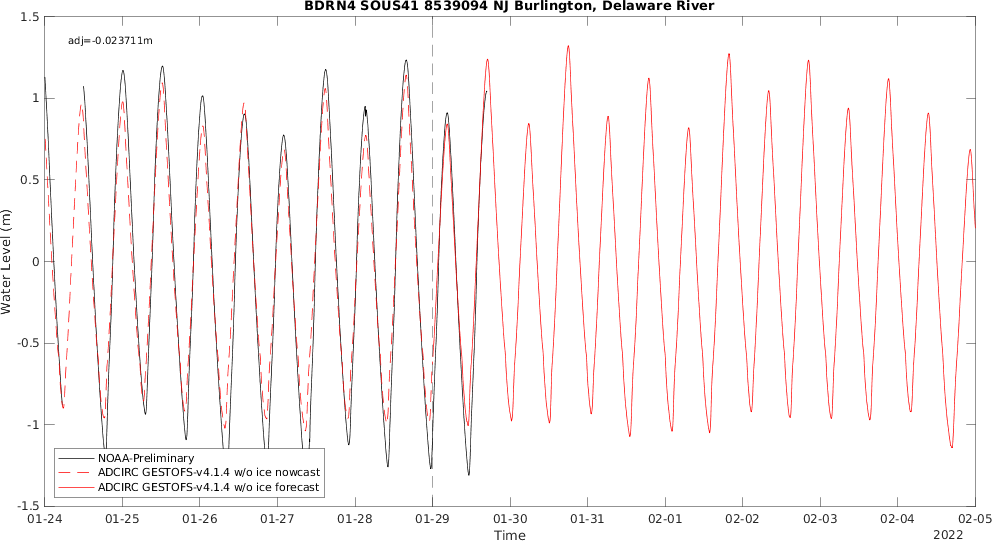 BDRN4 SOUS41 8539094 NJ Burlington, Delaware River
adj=-0.023711m
1.5
1
0.5
0
-0.5
-1
-1.5
Water Level (m)
NOAA-Preliminary
ADCIRC GESTOFS-v4.1.4 w/o ice nowcast
ADCIRC GESTOFS-v4.1.4 w/o ice forecast
01-24 01-25 01-26 01-27 01-28 01-29 01-30 01-31 02-01 02-02 02-03 02-04 02-05
Time
2022